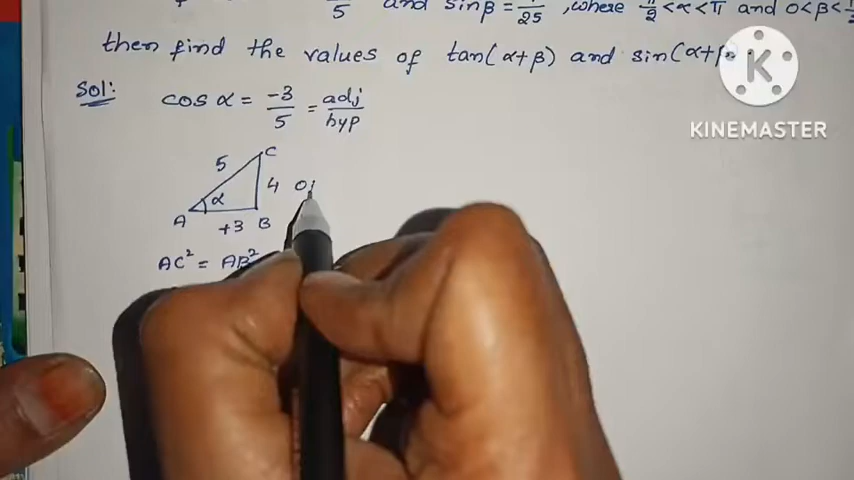 5 and sinβ = 7/25 , where π/2 < α < π and 0 < β <
then find the values of tan(α+β) and sin(α+β
Sol:
cos α = -3/5 = adj/hyp
5 C
α 4
A +3 B
AC² = AB²
K
KINEMASTER